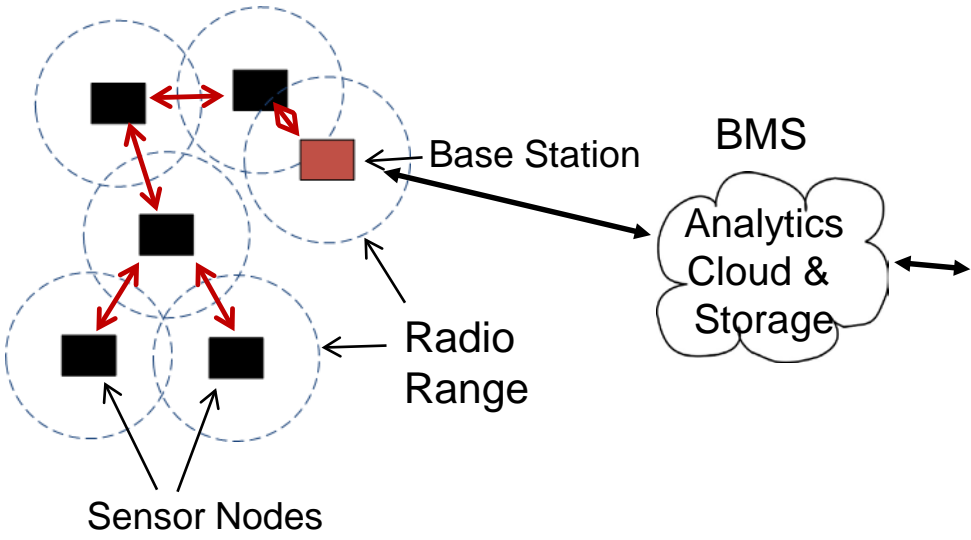 BMS
Base Station
Analytics
Cloud &
Storage
Radio
Range
Sensor Nodes